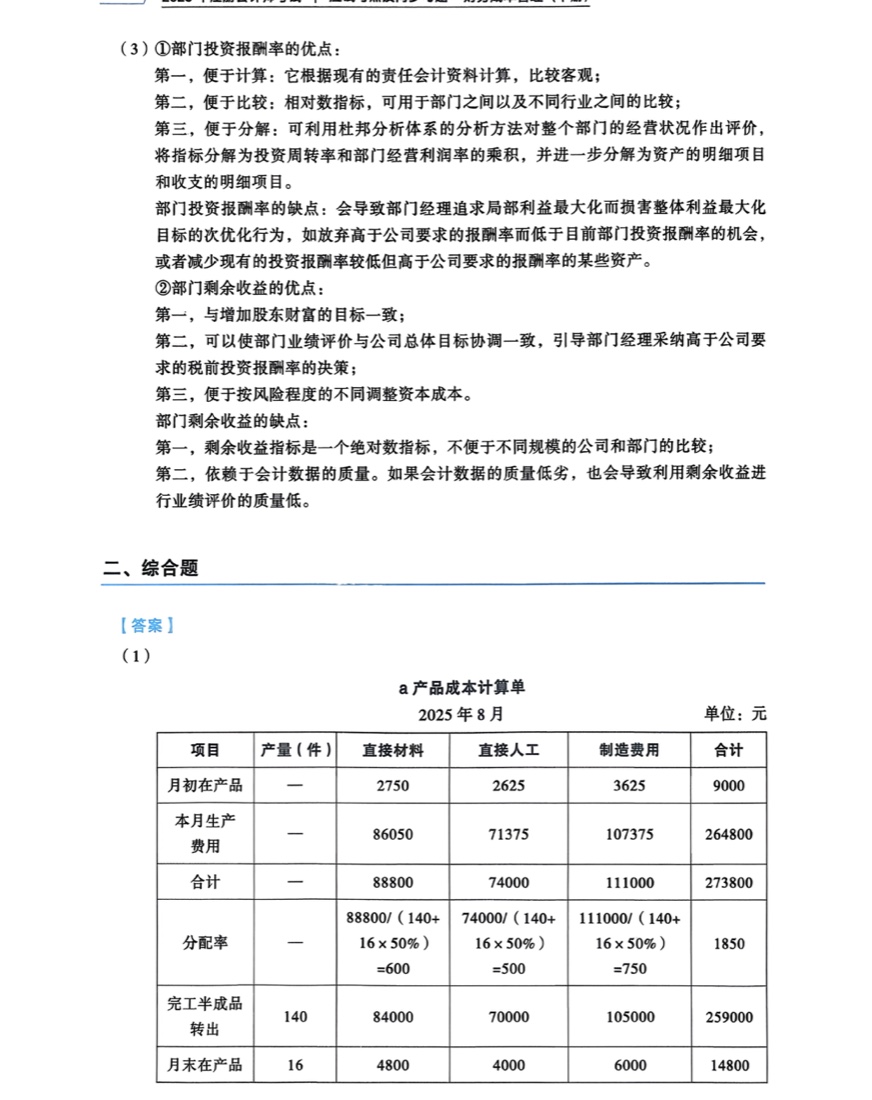 (3)①部门投资报酬率的优点：
第一，便于计算：它根据现有的责任会计资料计算，比较客观；
第二，便于比较：相对数指标，可用于部门之间以及不同行业之间的比较；
第三，便于分解：可利用杜邦分析体系的分析方法对整个部门的经营状况作出评价，
将指标分解为投资周转率和部门经营利润率的乘积，并进一步分解为资产的明细项目
和收支的明细项目。
部门投资报酬率的缺点：会导致部门经理追求局部利益最大化而损害整体利益最大化
目标的次优化行为，如放弃高于公司要求的报酬率而低于目前部门投资报酬率的机会，
或者减少现有的投资报酬率较低但高于公司要求的报酬率的某些资产。
②部门剩余收益的优点：
第一，与增加股东财富的目标一致；
第二，可以使部门业绩评价与公司总体目标协调一致，引导部门经理采纳高于公司要
求的税前投资报酬率的决策；
第三，便于按风险程度的不同调整资本成本。
部门剩余收益的缺点：
第一，剩余收益指标是一个绝对数指标，不便于不同规模的公司和部门的比较；
第二，依赖于会计数据的质量。如果会计数据的质量低劣，也会导致利用剩余收益进
行业绩评价的质量低。
二、综合题
【答案】
(1)
a 产品成本计算单
2025 年 8 月 单位：元
项目 产量（件） 直接材料 直接人工 制造费用 合计
月初在产品 — 2750 2625 3625 9000
本月生产
费用 — 86050 71375 107375 264800
合计 — 88800 74000 111000 273800
88800/（140+ 74000/（140+ 111000/（140+
分配率 — 16×50%） 16×50%） 16×50%） 1850
=600 =500 =750
完工半成品
转出 140 84000 70000 105000 259000
月末在产品 16 4800 4000 6000 14800